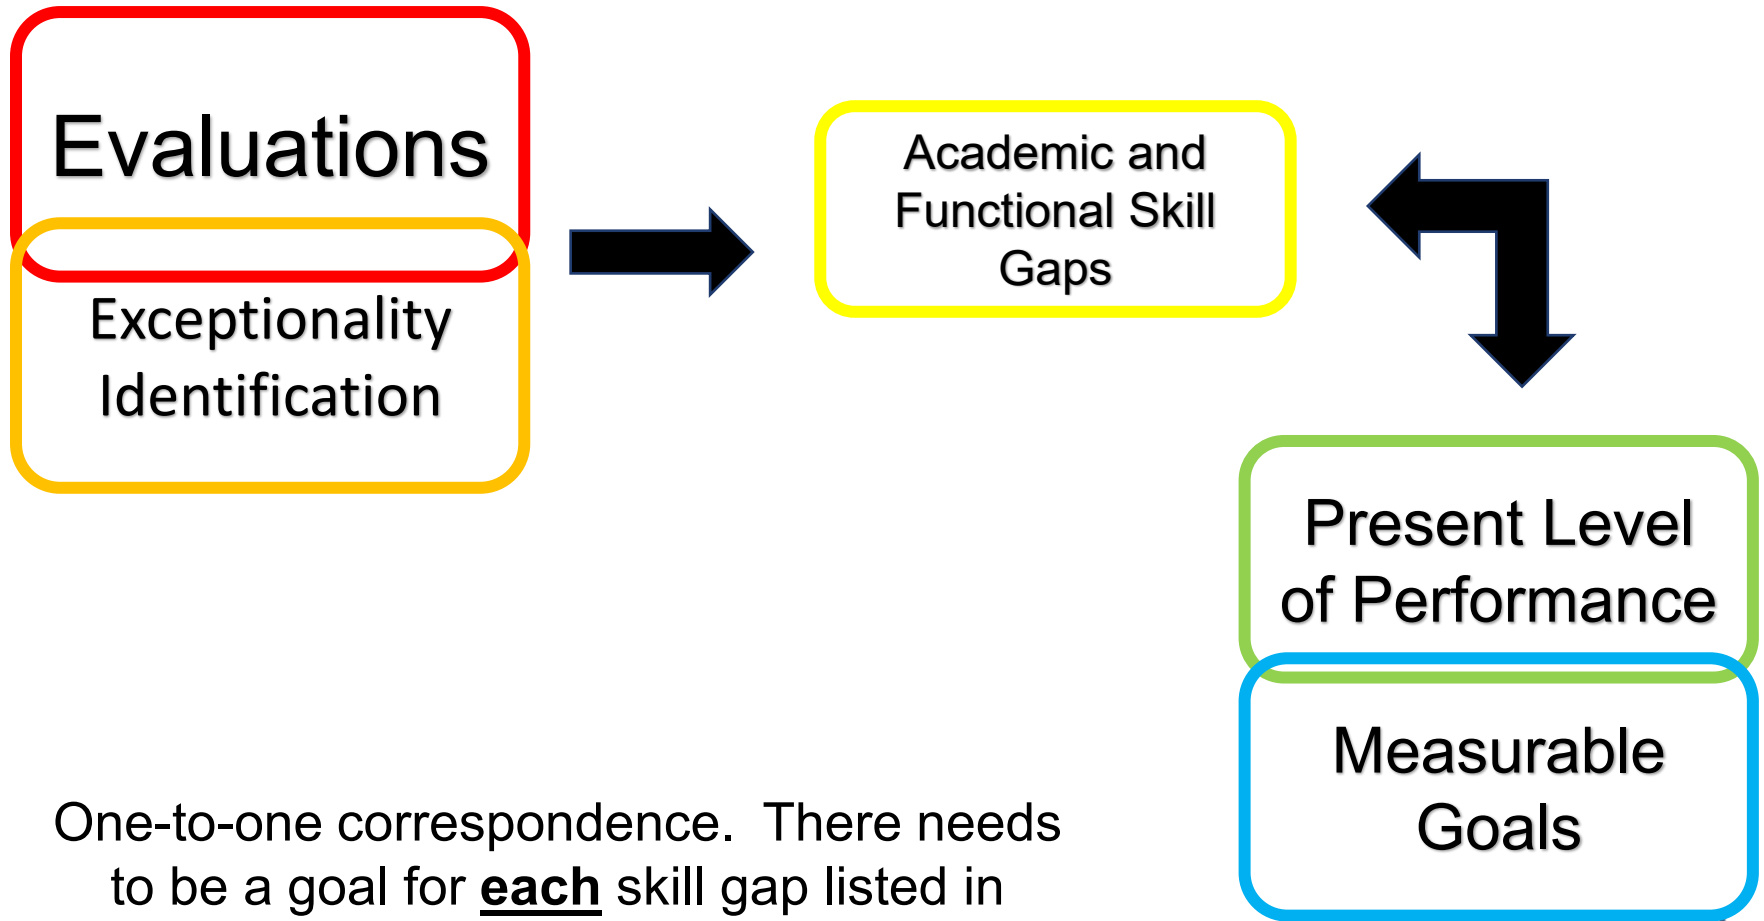 Evaluations
Exceptionality
Identification
Academic and
Functional Skill
Gaps
Present Level
of Performance
Measurable
Goals
One-to-one correspondence.  There needs
to be a goal for each skill gap listed in